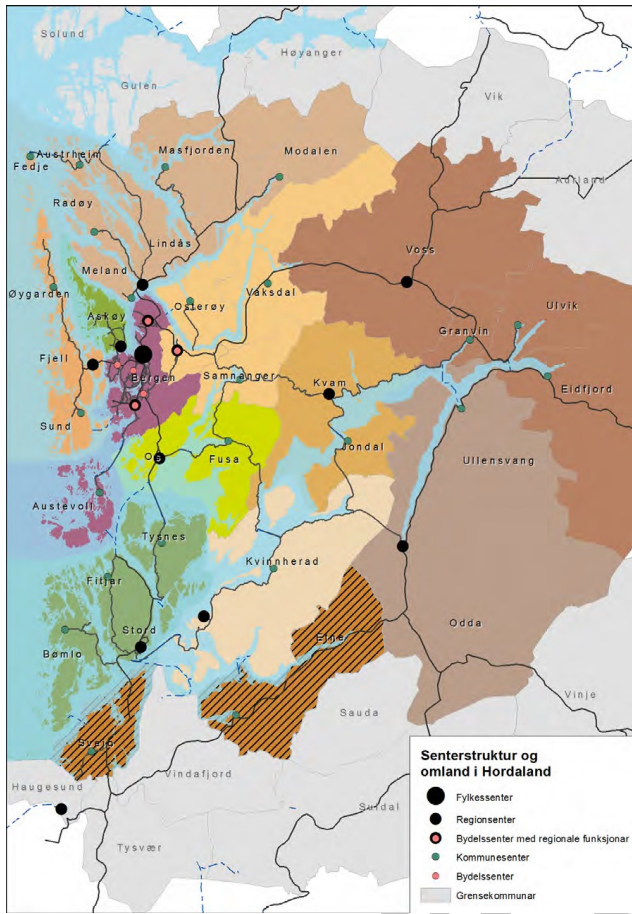 Solund
Høyanger
Gulen
Vik
Masfjorden
Modalen
Austrheim
Fedje
Årdland
Radøy
Lindås
Voss
Meland
Ulvik
Øygarden
Osterøy
Vaksdal
Askøy
Granvin
Fjell
Bergen
Samnanger
Kvam
Eidfjord
Sund
Os
Fusa
Jondal
Ullensvang
Austevoll
Tysnes
Kvinnherad
Fitjar
Stord
Etne
Odda
Bømlo
Sveio
Sauda
Vinje
Vindafjord
Haugesund
Suldal
Tysvær
Senterstruktur og
omland i Hordaland
Fylkessenter
Regionsenter
Bydelssenter med regionale funksjonar
Kommunesenter
Bydelssenter
Grensekommunar